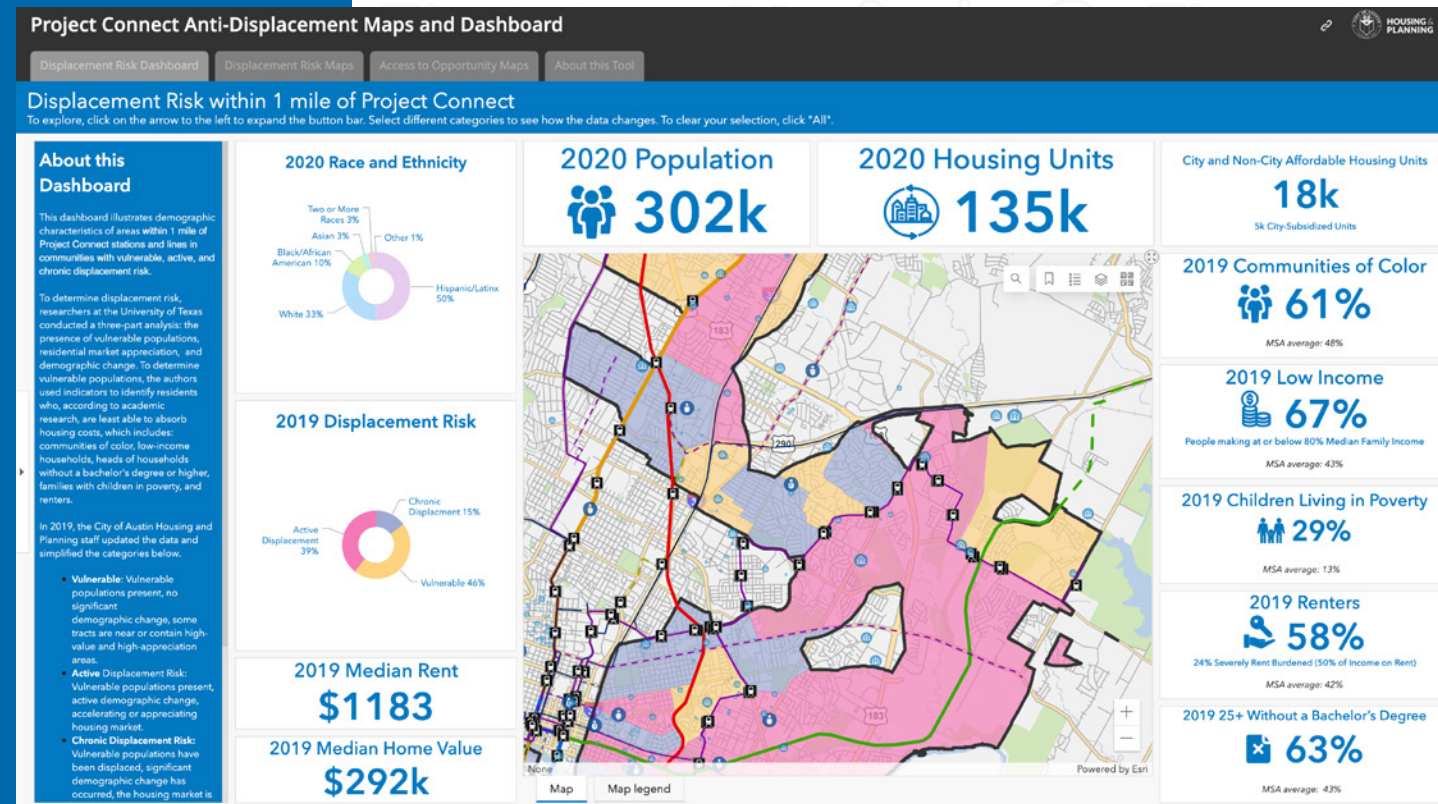 Project Connect Anti-Displacement Maps and Dashboard
HOUSING &
PLANNING
Displacement Risk Dashboard
Displacement Risk Maps
Access to Opportunity Maps
About this Tool
Displacement Risk within 1 mile of Project Connect
To explore, click on the arrow to the left to expand the button bar. Select different categories to see how the data changes. To clear your selection, click "All".
About this
Dashboard
This dashboard illustrates demographic
characteristics of areas within 1 mile of
Project Connect stations and lines in
communities with vulnerable, active, and
chronic displacement risk.
To determine displacement risk,
researchers at the University of Texas
conducted a three-part analysis: the
presence of vulnerable populations,
residential market appreciation, and
demographic change. To determine
vulnerable populations, the authors
used indicators to identify residents
who, according to academic
research, are least able to absorb
housing costs, which includes:
communities of color, low-income
households, heads of households
without a bachelor's degree or higher,
families with children in poverty, and
renters.
In 2019, the City of Austin Housing and
Planning staff updated the data and
simplified the categories below.
• Vulnerable: Vulnerable
populations present, no
significant
demographic change, some
tracts are near or contain high-
value and high-appreciation
areas.
• Active Displacement Risk:
Vulnerable populations present,
active demographic change,
accelerating or appreciating
housing market.
• Chronic Displacement Risk:
Vulnerable populations have
been displaced, significant
demographic change has
occurred, the housing market is
2020 Race and Ethnicity
Two or More
Races 3%
Asian 3%
Other 1%
Black/African
American 10%
Hispanic/Latinx
50%
White 33%
2019 Displacement Risk
Chronic
Displacment 15%
Active
Displacement
39%
Vulnerable 46%
2019 Median Rent
$1183
2019 Median Home Value
$292k
2020 Population
302k
2020 Housing Units
135k
183
290
183
None
Powered by Esri
Map
Map legend
City and Non-City Affordable Housing Units
18k
5k City-Subsidized Units
2019 Communities of Color
61%
MSA average: 48%
2019 Low Income
67%
People making at or below 80% Median Family Income
MSA average: 43%
2019 Children Living in Poverty
29%
MSA average: 13%
2019 Renters
58%
24% Severely Rent Burdened (50% of Income on Rent)
MSA average: 42%
2019 25+ Without a Bachelor's Degree
63%
MSA average: 43%